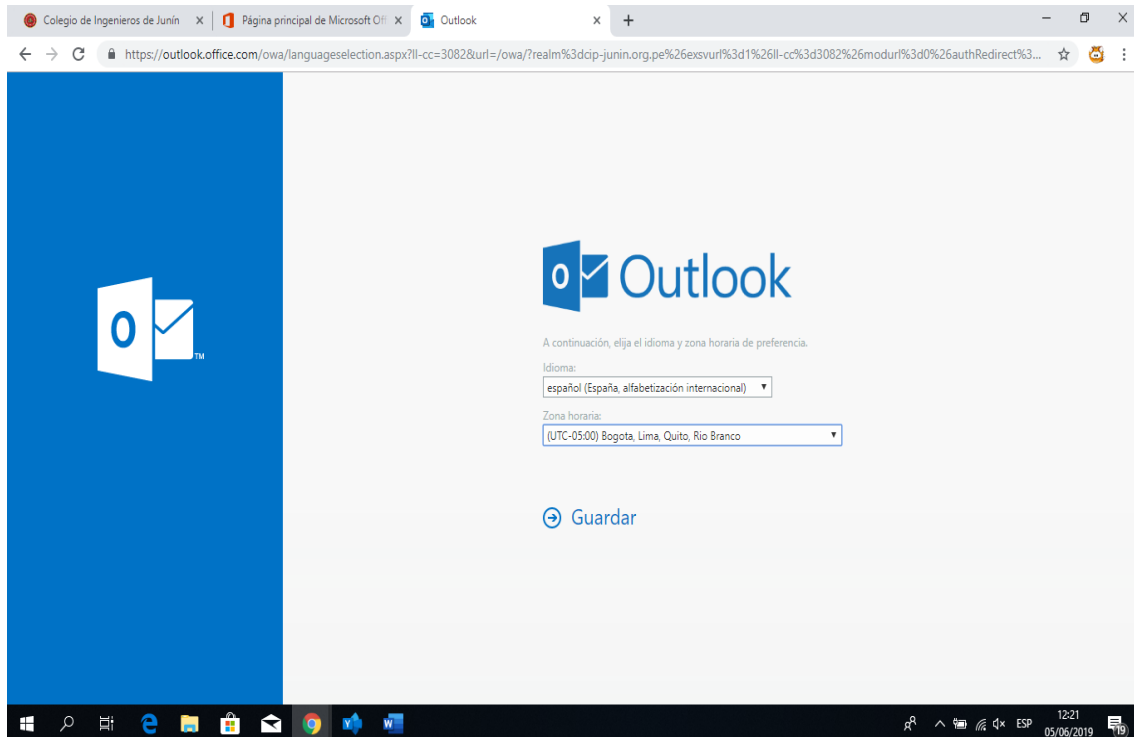 Colegio de Ingenieros de Junín
Página principal de Microsoft Off
Outlook
https://outlook.office.com/owa/languageselection.aspx?ll-cc=3082&url=/owa/?realm%3dcip-junin.org.pe%26exsvurl%3d1%26ll-cc%3d3082%26modurl%3d0%26authRedirect%3...
O
TM
O
Outlook
A continuación, elija el idioma y zona horaria de preferencia.
Idioma:
español (España, alfabetización internacional)
Zona horaria:
(UTC-05:00) Bogota, Lima, Quito, Rio Branco
Guardar
ESP
12:21
05/06/2019
19